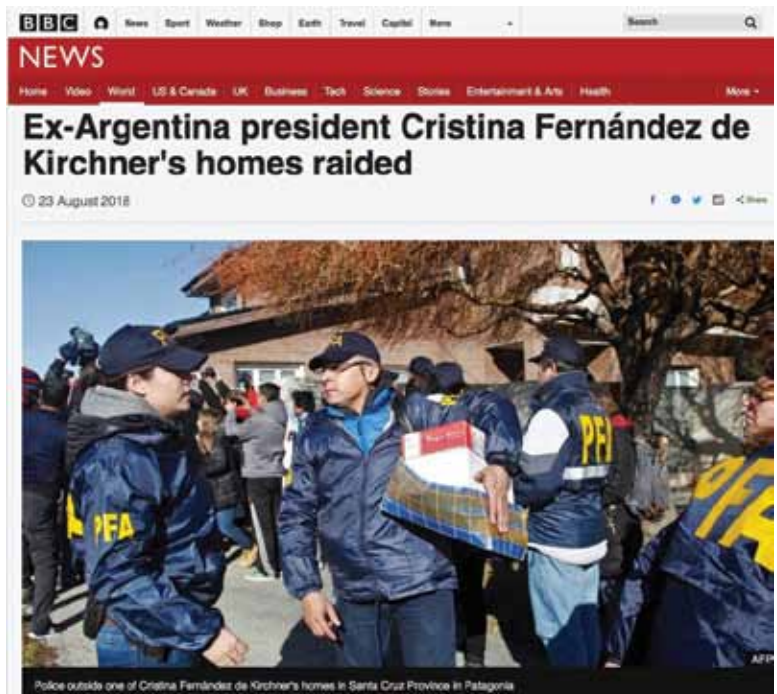 BBC News Sport Weather Shop Earth Travel Capital More Search
NEWS
Home Video World US & Canada UK Business Tech Science Stories Entertainment & Arts Health More
Ex-Argentina president Cristina Fernández de
Kirchner's homes raided
23 August 2018 Share
PFA
PFA
PFA
AFP
Police outside one of Cristina Fernández de Kirchner's homes in Santa Cruz Province in Patagonia